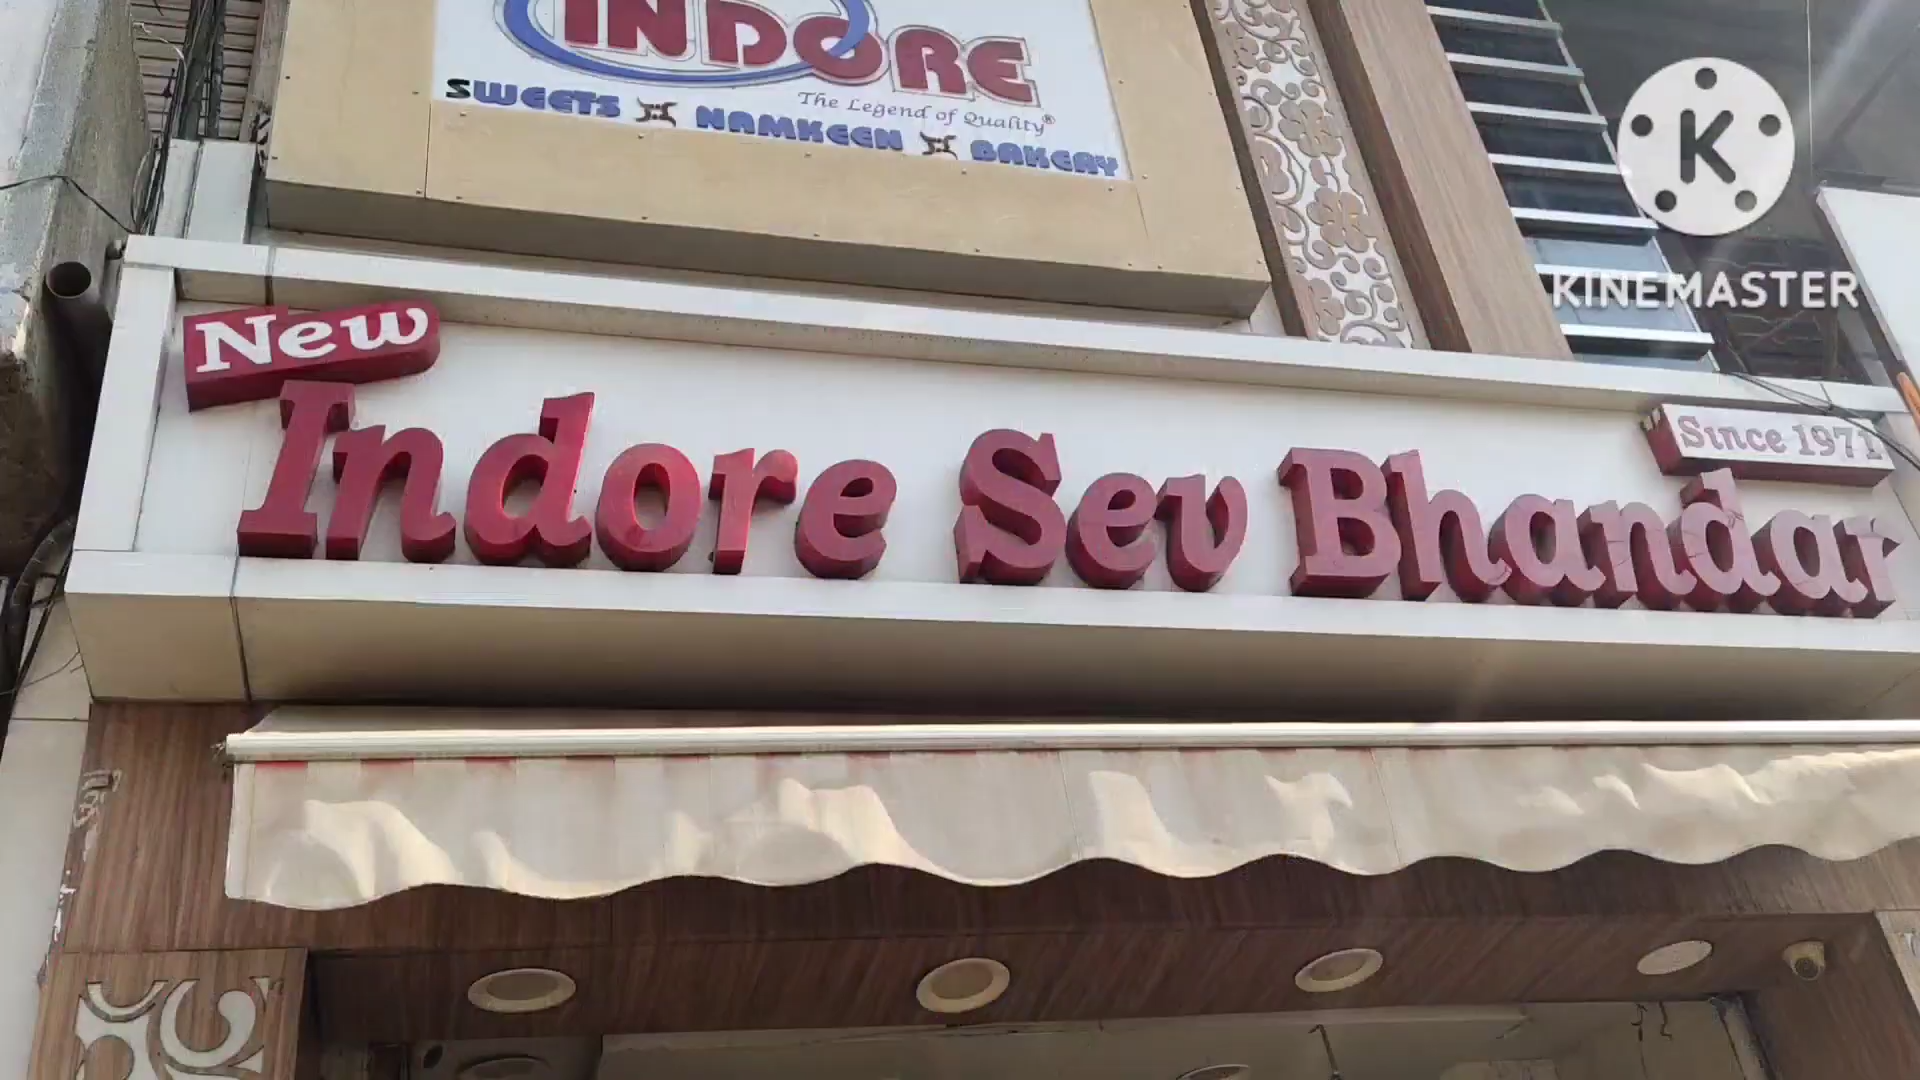 INDORE
The Legend of Quality®
SWEETS NAMKEEN BAKERY
K
KINEMASTER
New
Indore Sev Bhandar
Since 1971